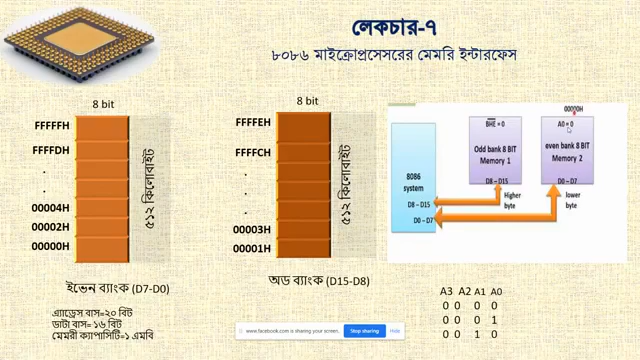 লেকচার-৭
৮০৮৬ মাইক্রোপ্রসেসরের মেমরি ইন্টারফেস
8 bit
FFFFFH
FFFFDH
.
.
00004H
00002H
00000H
৫১২ কিলোবাইট
ইভেন ব্যাংক (D7-D0)
8 bit
FFFFEH
FFFFCH
.
.
.
00003H
00001H
৫১২ কিলোবাইট
অড ব্যাংক (D15-D8)
00000H
BHE = 0
A0 = 0
Odd bank 8 BIT
Memory 1
even bank 8 BIT
Memory 2
8086
system
D8 – D15
D0 – D7
Higher
byte
lower
byte
D8 – D15
D0 – D7
এ্যাড্রেস বাস=২০ বিট
ডাটা বাস= ১৬ বিট
মেমরী ক্যাপাসিটি=১ এমবি
A3 A2 A1 A0
0 0 0 0
0 0 0 1
0 0 1 0
www.facebook.com is sharing your screen.
Stop sharing
Hide